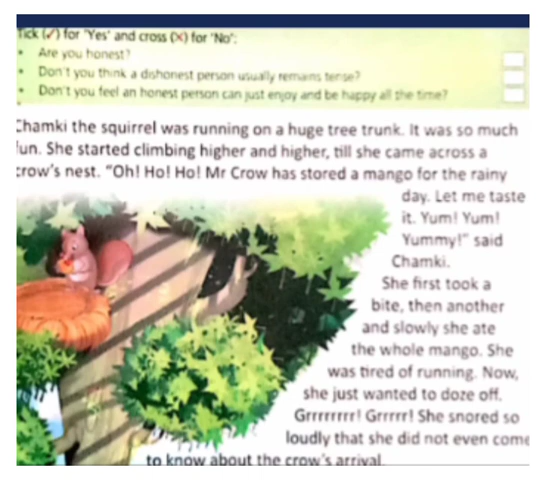 Tick (✓) for 'Yes' and cross (✗) for 'No':
• Are you honest?
• Don't you think a dishonest person usually remains tense?
• Don't you feel an honest person can just enjoy and be happy all the time?
Chamki the squirrel was running on a huge tree trunk. It was so much
fun. She started climbing higher and higher, till she came across a
crow's nest. "Oh! Ho! Ho! Mr Crow has stored a mango for the rainy
day. Let me taste
it. Yum! Yum!
Yummy!" said
Chamki.
She first took a
bite, then another
and slowly she ate
the whole mango. She
was tired of running. Now,
she just wanted to doze off.
Grrrrrrrr! Grrrrr! She snored so
loudly that she did not even come
to know about the crow's arrival.